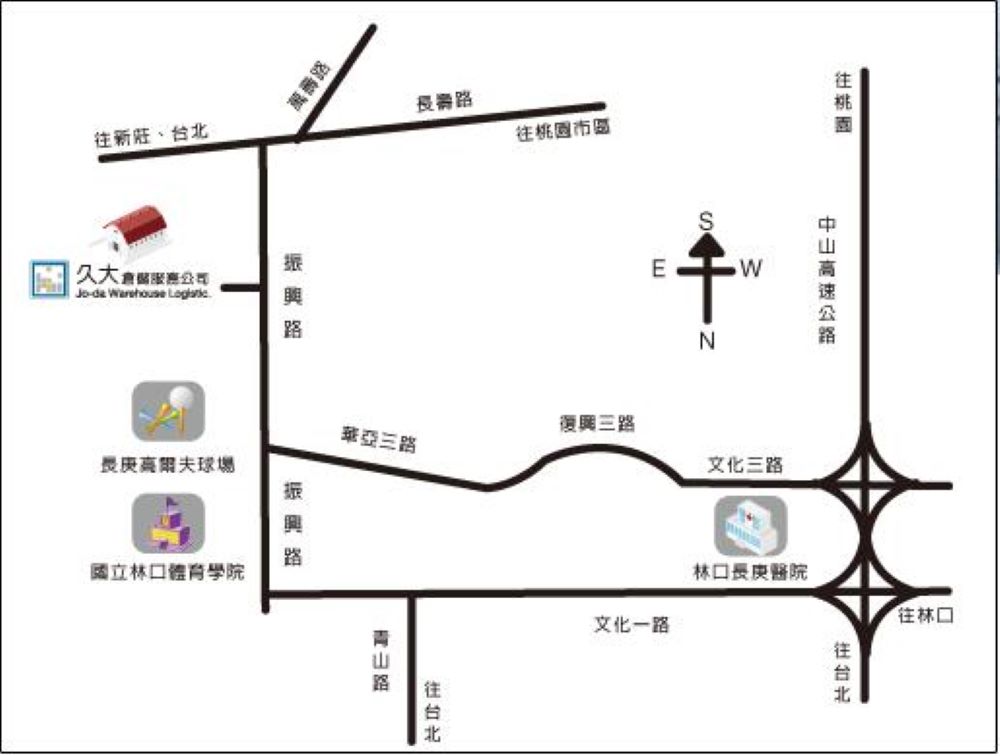 萬壽路
長壽路
往新莊、台北
往桃園市區
往桃園
中山高速公路
振興路
久大倉儲服務公司
Jo-da Warehouse Logistic.
S
E
W
N
長庚高爾夫球場
華亞三路
復興三路
文化三路
振興路
國立林口體育學院
林口長庚醫院
文化一路
往林口
青山路
往台北
往台北